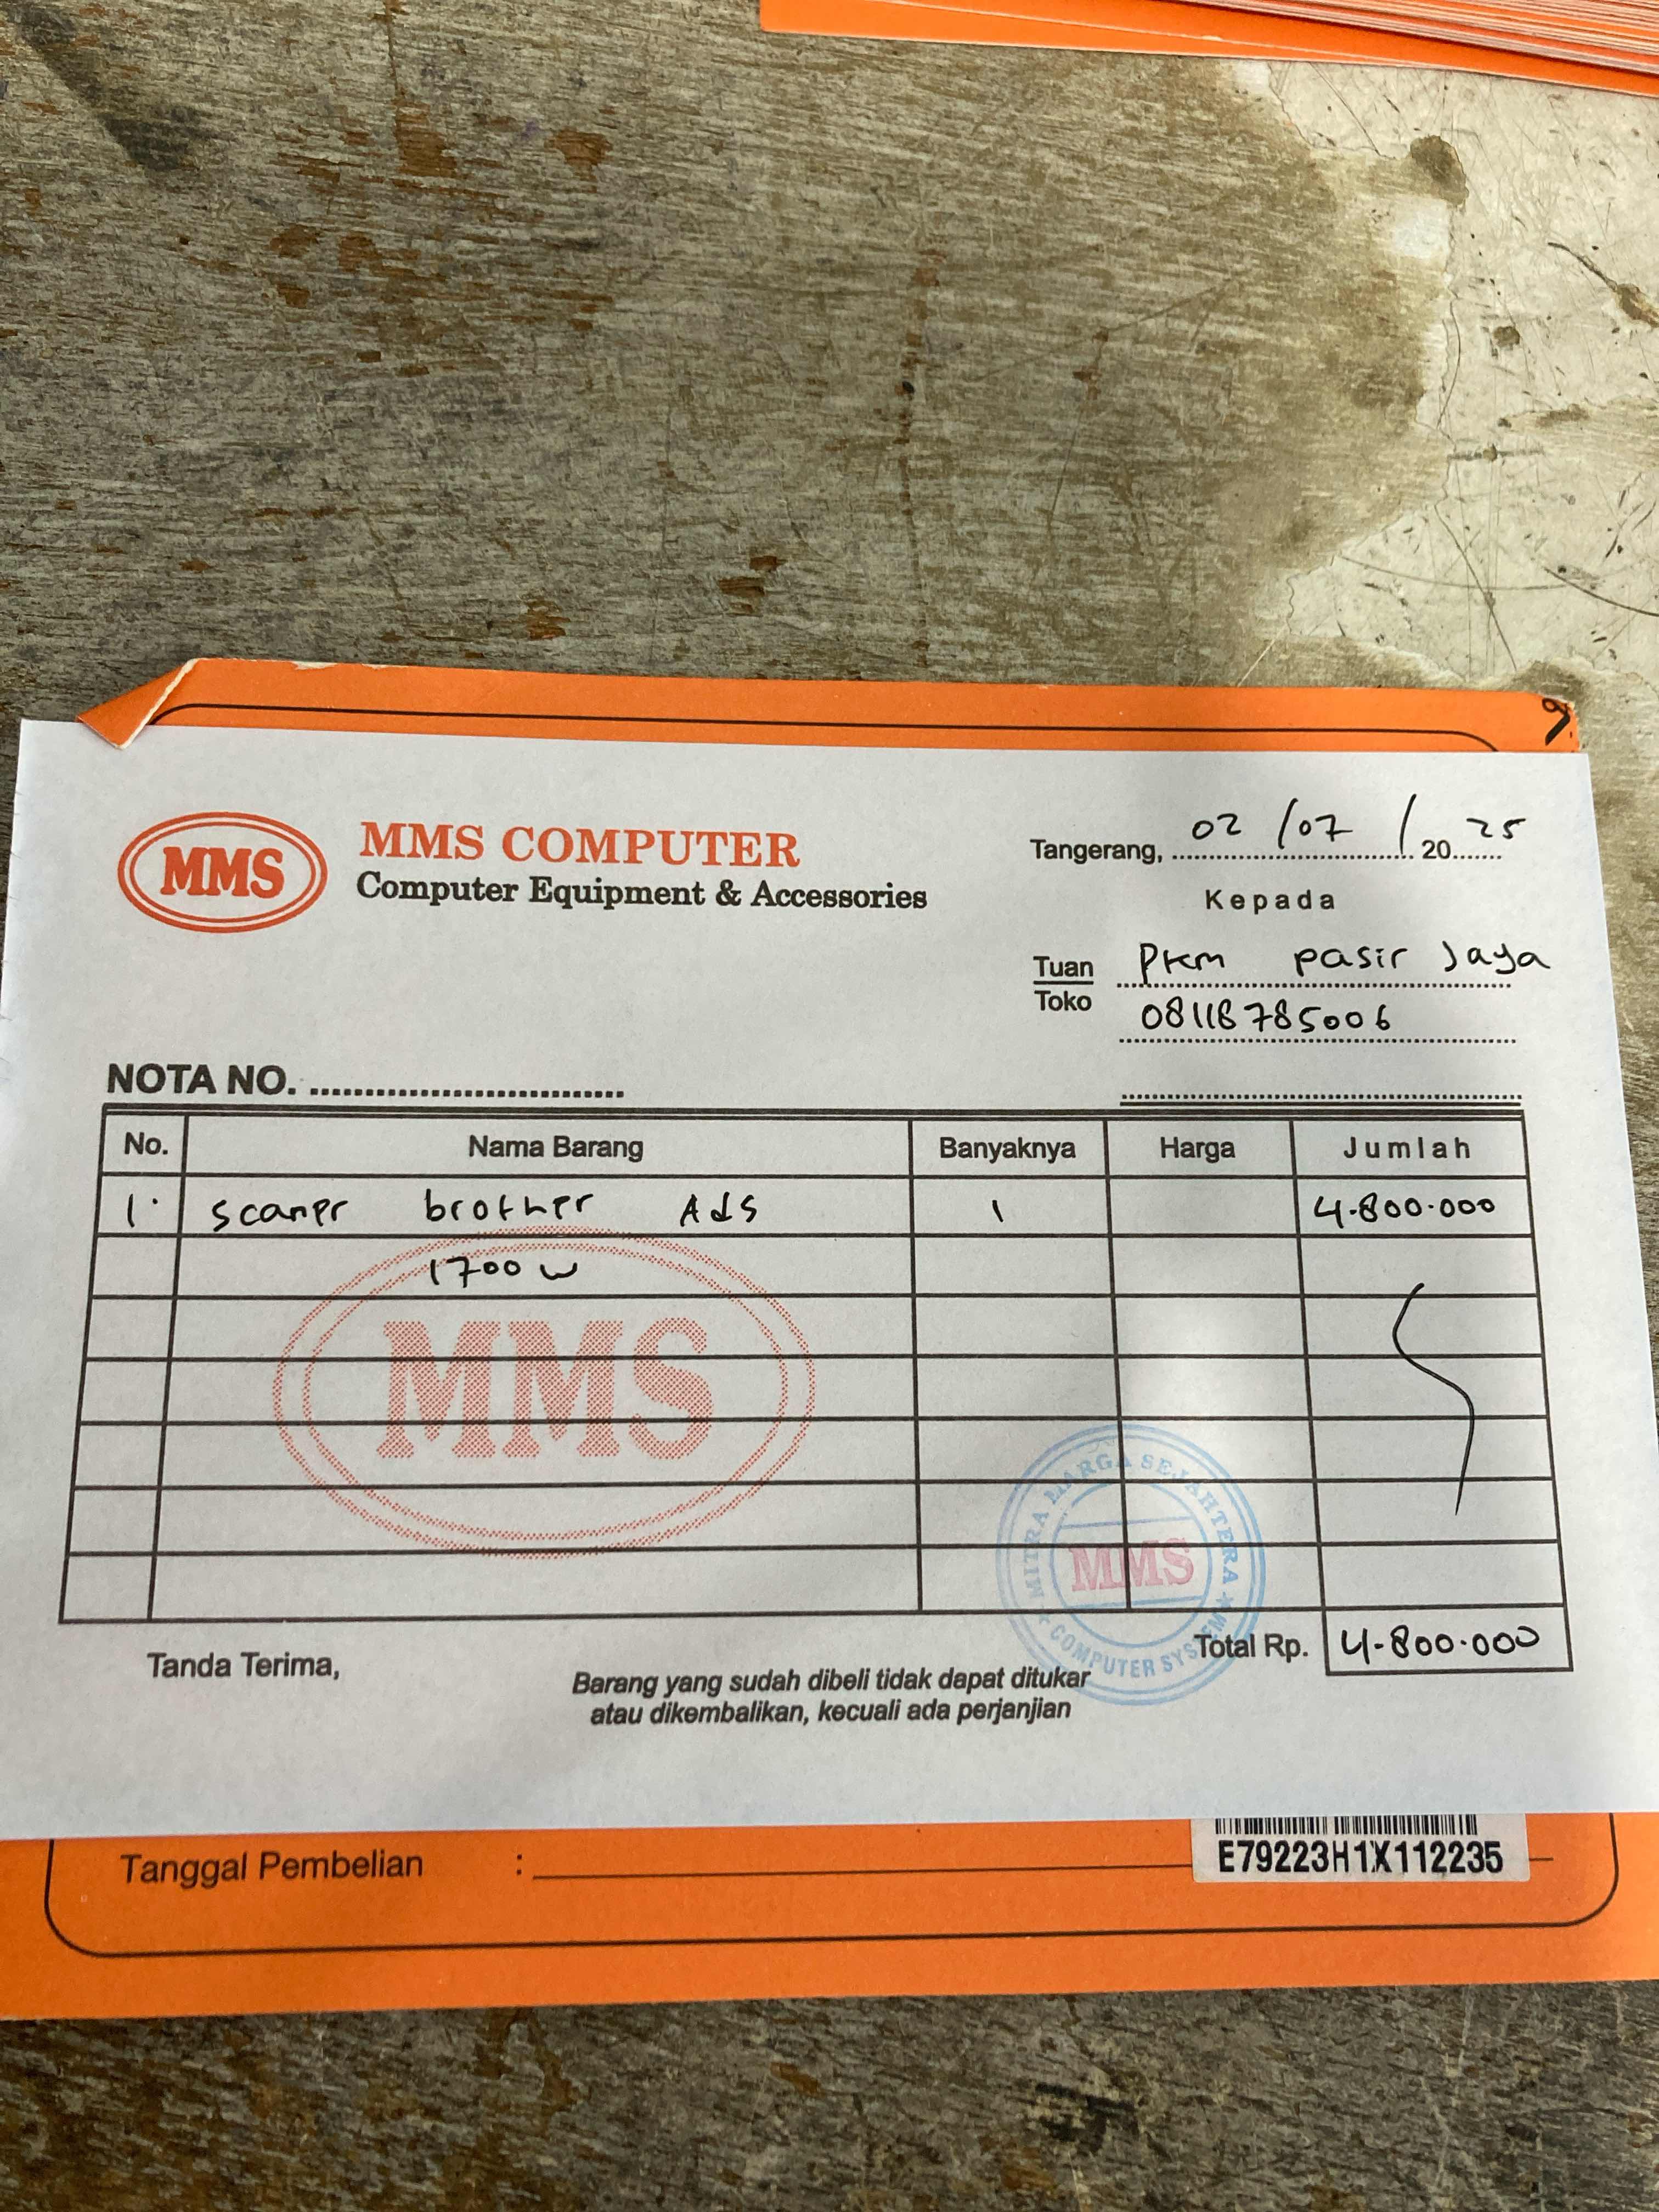 MMS
MMS COMPUTER
Computer Equipment & Accessories
Tangerang, 02 / 07 / 20 25
Kepada
Tuan
Toko
PKM pasir Jaya
08118785006
NOTA NO.
No. Nama Barang Banyaknya Harga Jumlah
1. scaner brother Ads 1 4.800.000
1700 w
MMS
MITRA MARGA SEJAHTERA
MMS
COMPUTER SYSTEM
Total Rp. 4.800.000
Tanda Terima,
Barang yang sudah dibeli tidak dapat ditukar
atau dikembalikan, kecuali ada perjanjian
Tanggal Pembelian :
E79223H1X112235